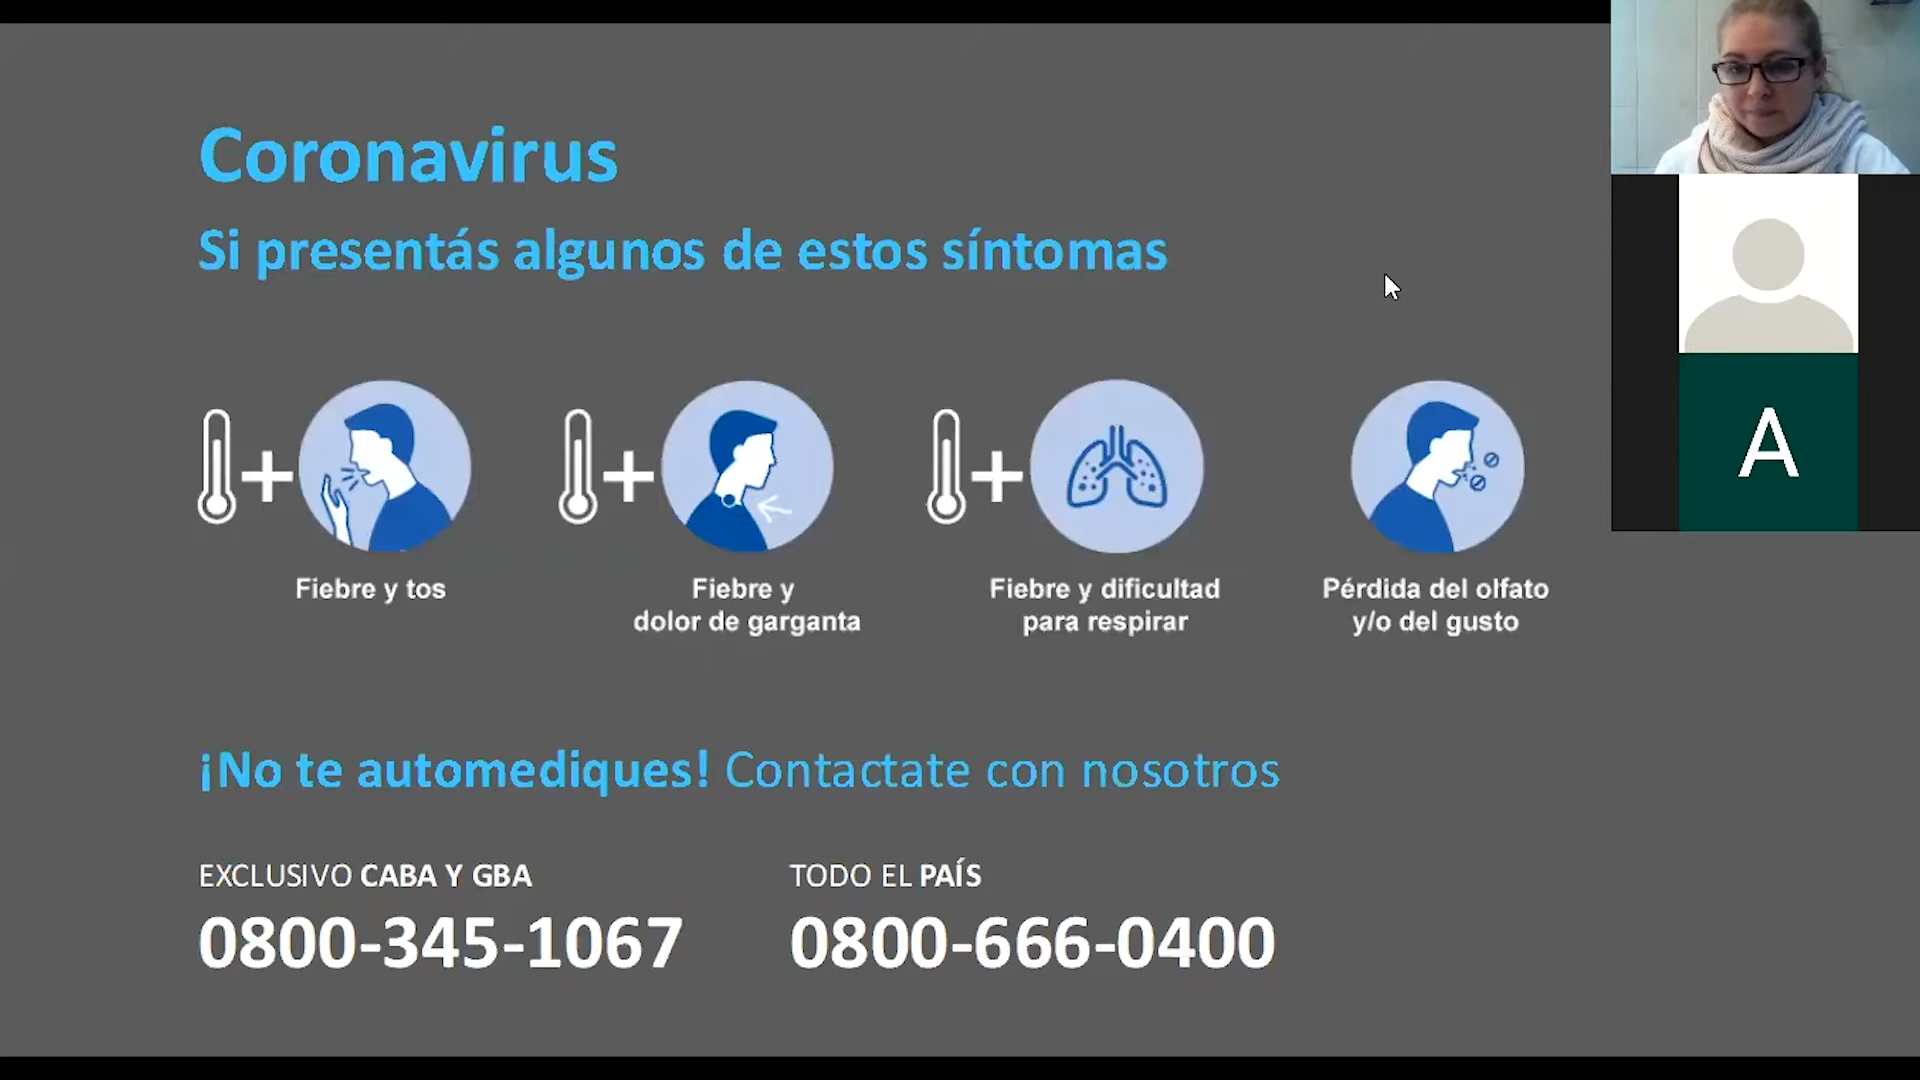 Coronavirus
Si presentás algunos de estos síntomas
Fiebre y tos
Fiebre y
dolor de garganta
Fiebre y dificultad
para respirar
Pérdida del olfato
y/o del gusto
¡No te automediques! Contactate con nosotros
EXCLUSIVO CABA Y GBA
0800-345-1067
TODO EL PAÍS
0800-666-0400
A